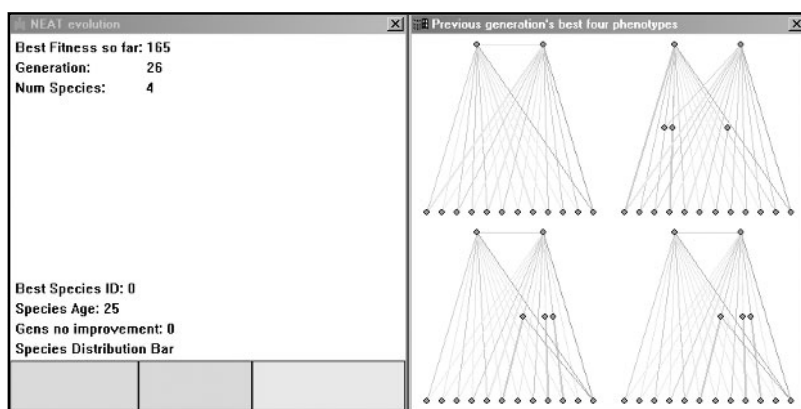 NEAT evolution
Best Fitness so far: 165
Generation: 26
Num Species: 4
Best Species ID: 0
Species Age: 25
Gens no improvement: 0
Species Distribution Bar
Previous generation's best four phenotypes